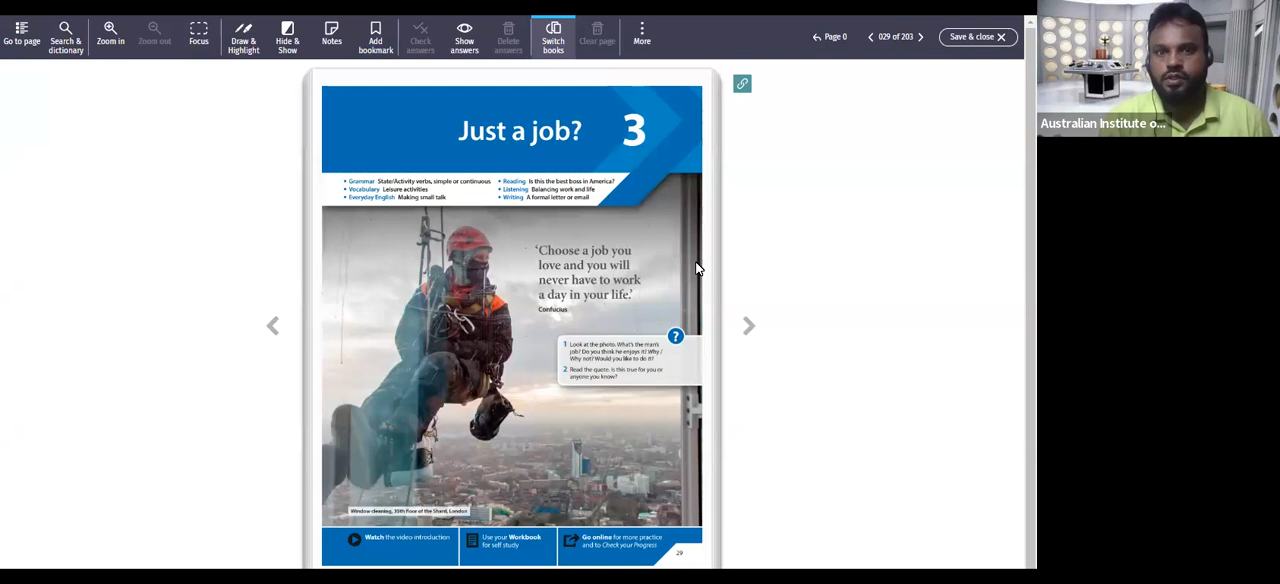 Go to page
Search & dictionary
Zoom in
Zoom out
Focus
Draw & Highlight
Hide & Show
Notes
Add bookmark
Check answers
Show answers
Delete answers
Switch books
Clear page
More
Page 0
029 of 203
Save & close
Australian Institute o...
Just a job? 3
• Grammar State/Activity verbs, simple or continuous
• Vocabulary Leisure activities
• Everyday English Making small talk
• Reading Is this the best boss in America?
• Listening Balancing work and life
• Writing A formal letter or email
‘Choose a job you
love and you will
never have to work
a day in your life.’
Confucius
?
1 Look at the photo. What's the man's
job? Do you think he enjoys it? Why /
Why not? Would you like to do it?
2 Read the quote. Is this true for you or
anyone you know?
Window cleaning, 35th Floor of the Shard, London
Watch the video introduction
Use your Workbook
for self study
Go online for more practice
and to Check your Progress
29